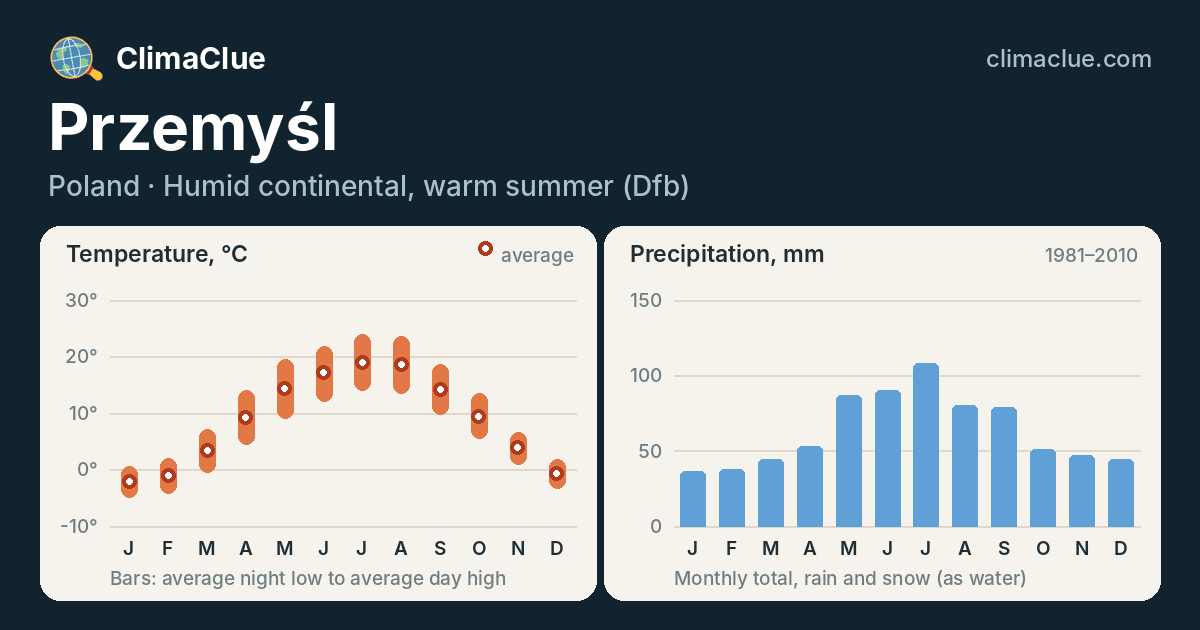 ClimaClue
climaclue.com
Przemyśl
Poland · Humid continental, warm summer (Dfb)
Temperature, °C
average
30°
20°
10°
0°
-10°
J F M A M J J A S O N D
Bars: average night low to average day high
Precipitation, mm
1981–2010
150
100
50
0
J F M A M J J A S O N D
Monthly total, rain and snow (as water)